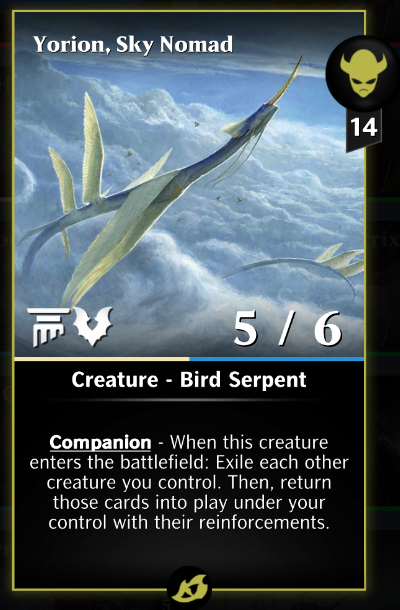 Yorion, Sky Nomad
14
5 / 6
Creature - Bird Serpent
Companion - When this creature
enters the battlefield: Exile each other
creature you control. Then, return
those cards into play under your
control with their reinforcements.